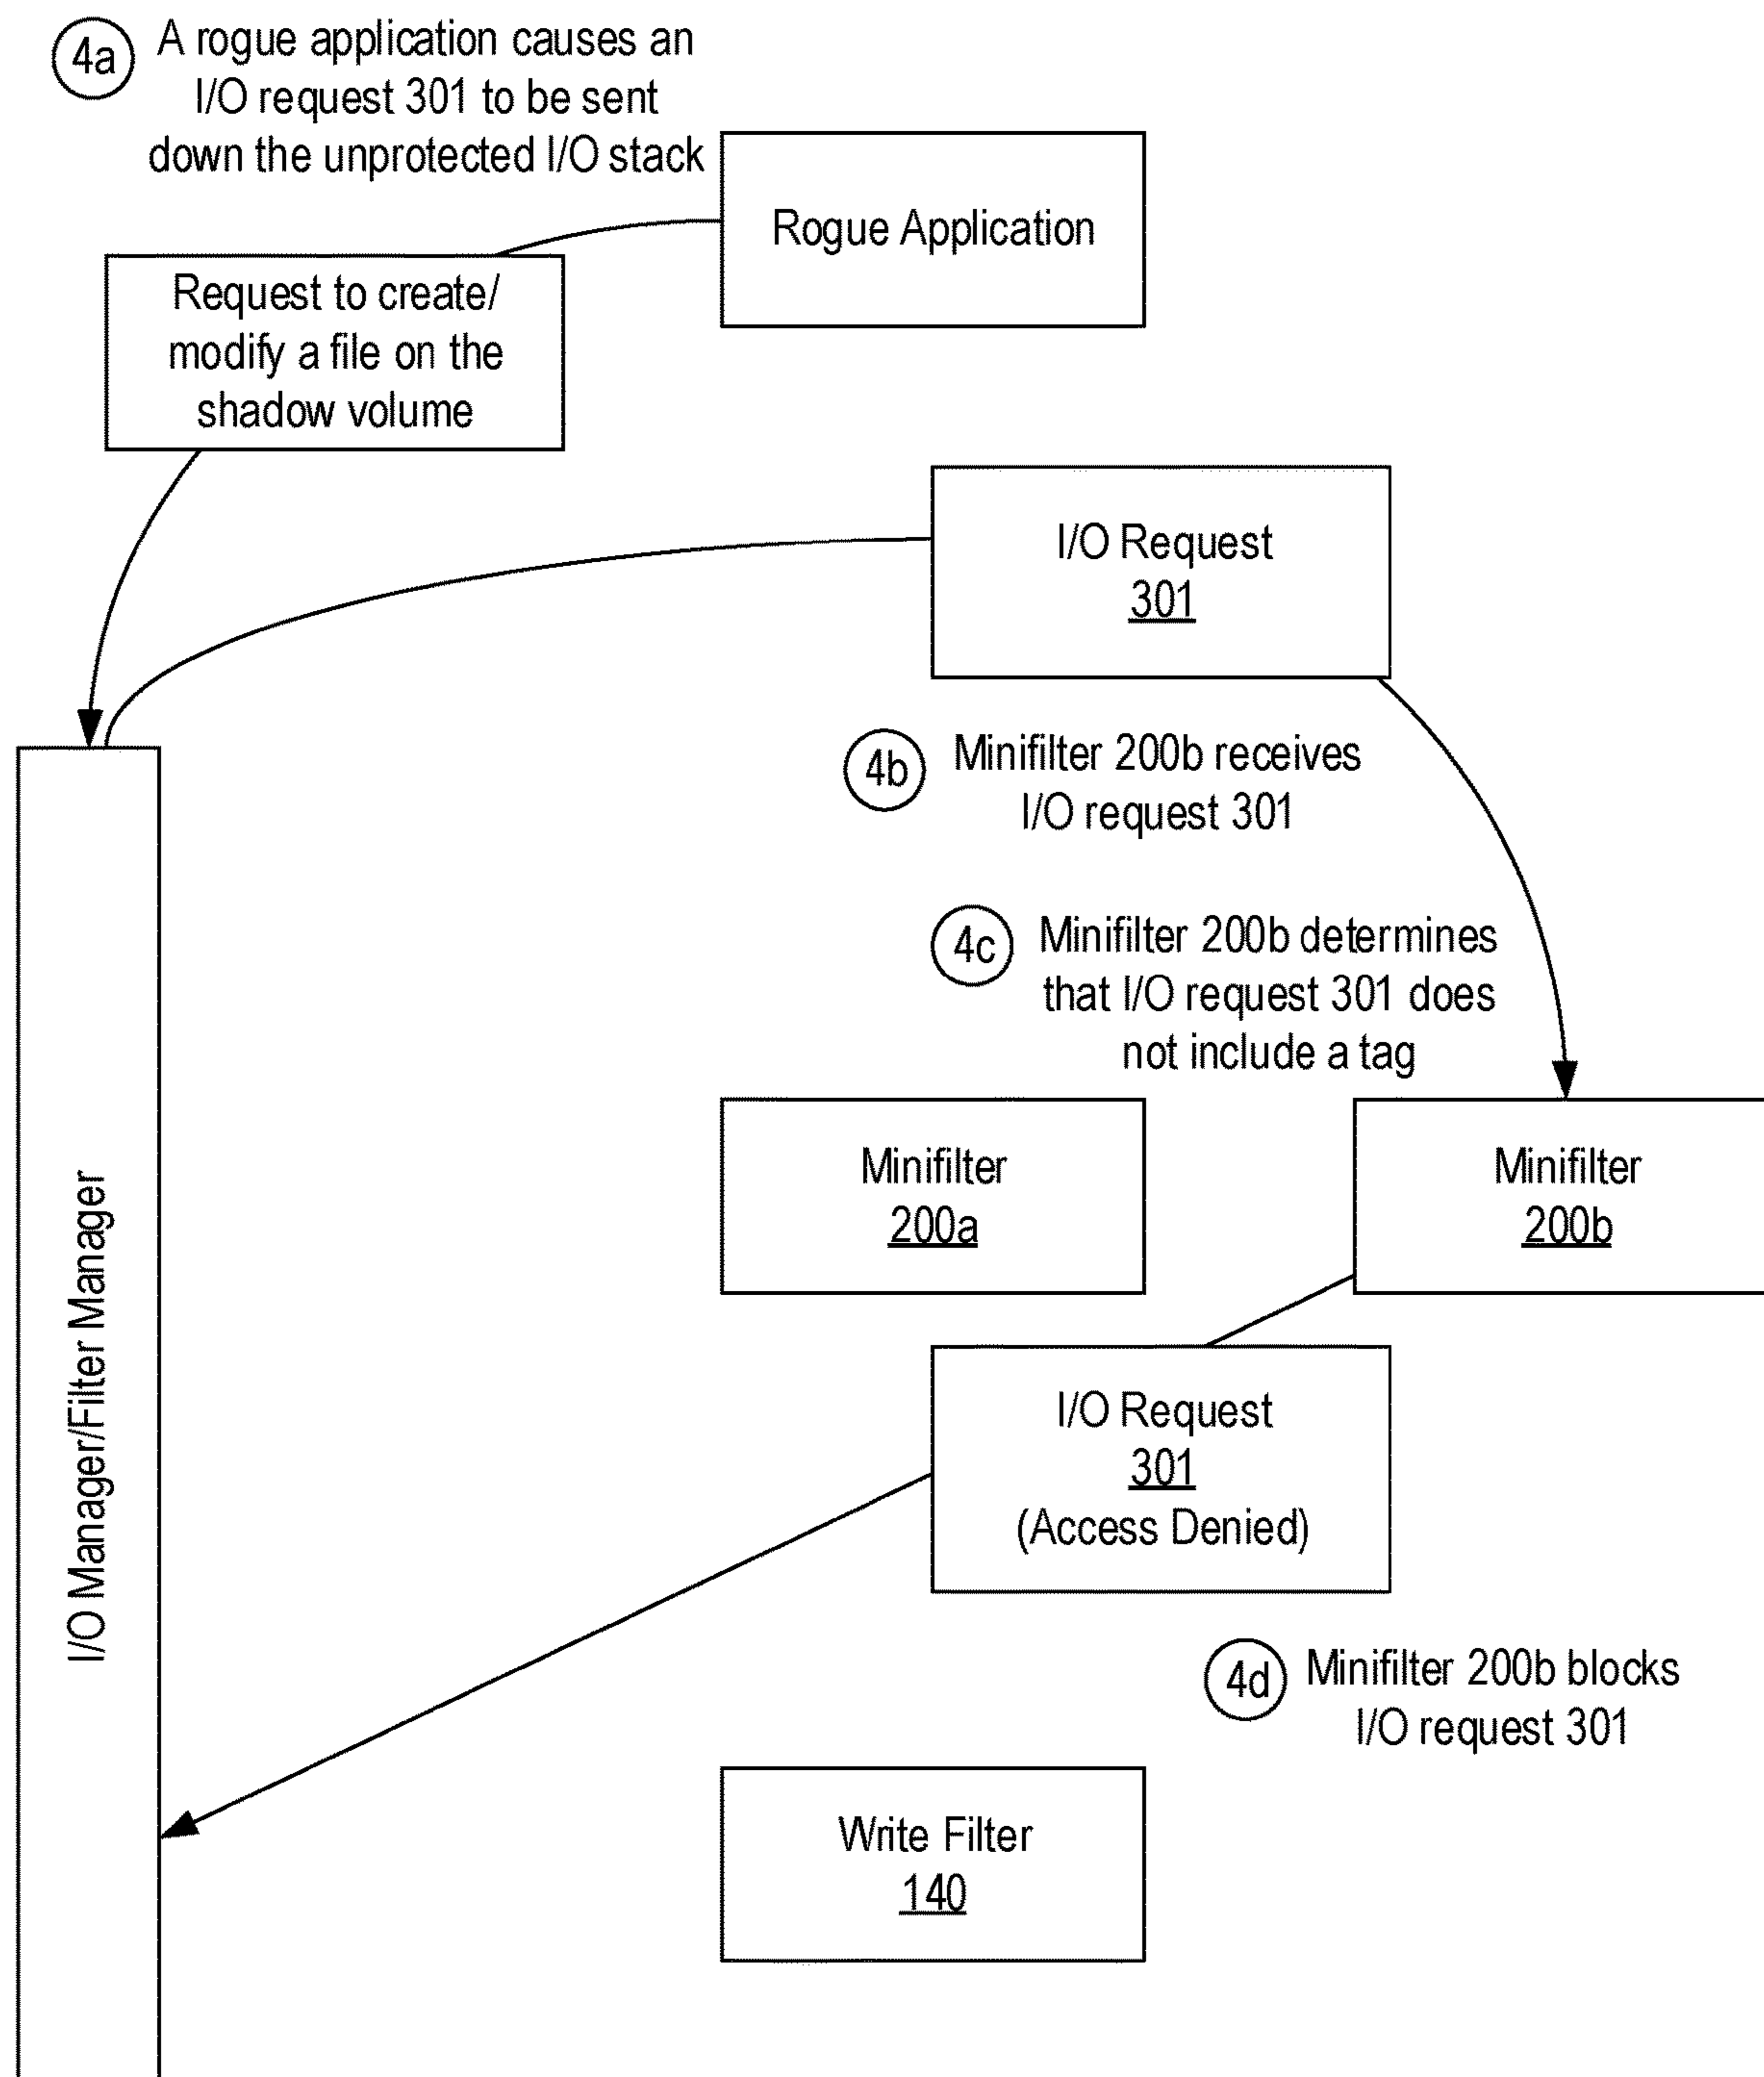 4a
A rogue application causes an
I/O request 301 to be sent
down the unprotected I/O stack
Rogue Application
Request to create/
modify a file on the
shadow volume
I/O Request
301
4b
Minifilter 200b receives
I/O request 301
4c
Minifilter 200b determines
that I/O request 301 does
not include a tag
Minifilter
200a
Minifilter
200b
I/O Manager/Filter Manager
I/O Request
301
(Access Denied)
4d
Minifilter 200b blocks
I/O request 301
Write Filter
140